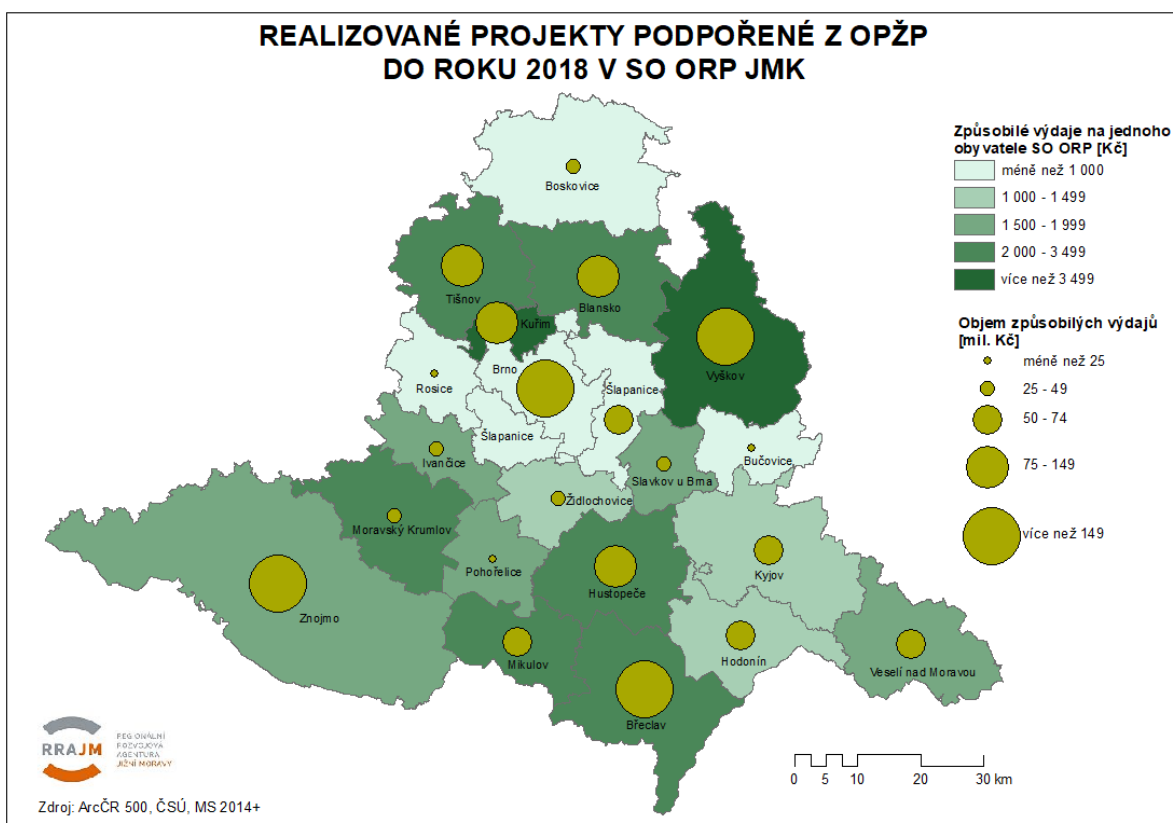 REALIZOVANÉ PROJEKTY PODPOŘENÉ Z OPŽP
DO ROKU 2018 V SO ORP JMK
Způsobilé výdaje na jednoho
obyvatele SO ORP [Kč]
méně než 1 000
1 000 - 1 499
1 500 - 1 999
2 000 - 3 499
více než 3 499
Objem způsobilých výdajů
[mil. Kč]
méně než 25
25 - 49
50 - 74
75 - 149
více než 149
Boskovice
Tišnov
Blansko
Kuřim
Vyškov
Brno
Rosice
Šlapanice
Šlapanice
Bučovice
Ivančice
Slavkov u Brna
Židlochovice
Moravský Krumlov
Pohořelice
Hustopeče
Kyjov
Znojmo
Mikulov
Hodonín
Veselí nad Moravou
Břeclav
RRAJM
REGIONÁLNÍ
ROZVOJOVÁ
AGENTURA
JIŽNÍ MORAVY
0 5 10 20 30 km
Zdroj: ArcČR 500, ČSÚ, MS 2014+